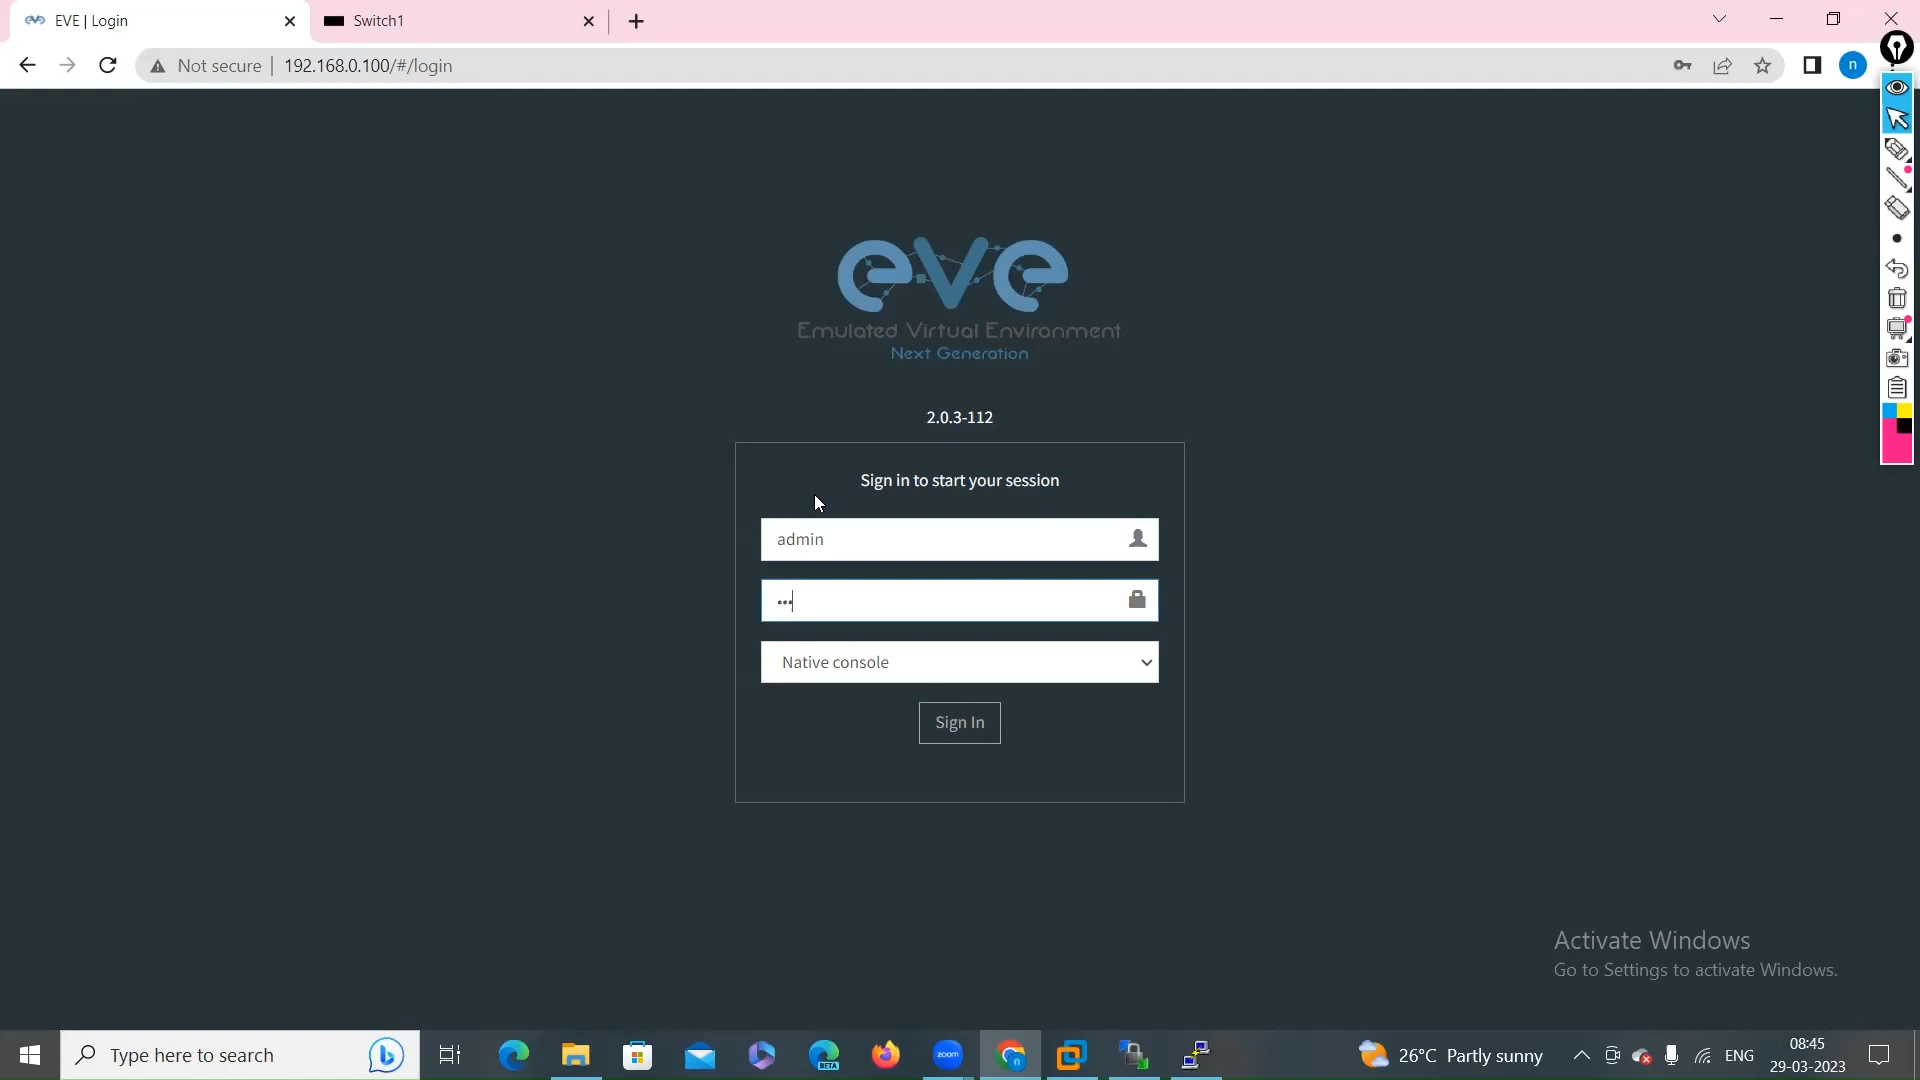 EVE | Login
Switch1
Not secure
192.168.0.100/#/login
n
eve
Emulated Virtual Environment
Next Generation
2.0.3-112
Sign in to start your session
admin
•••
Native console
Sign In
Activate Windows
Go to Settings to activate Windows.
Type here to search
BETA
zoom
n
26°C Partly sunny
ENG
08:45
29-03-2023